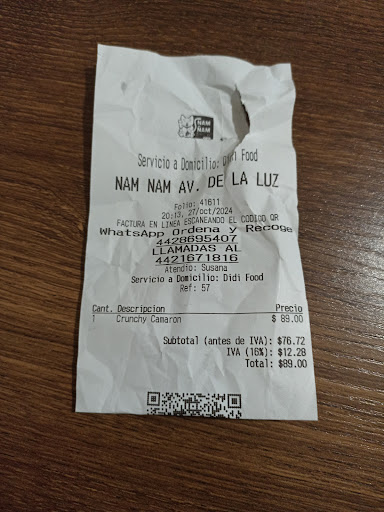 NAM
NAM
Servicio a Domicilio: Didi Food
NAM NAM AV. DE LA LUZ
Folio: 41611
20:13, 27/oct/2024
FACTURA EN LINEA ESCANEANDO EL CODIGO QR
WhatsApp Ordena y Recoge
4428695407
LLAMADAS AL
4421671816
Atendio: Susana
Servicio a Domicilio: Didi Food
Ref: 57
Cant. Descripcion Precio
1 Crunchy Camaron $ 89.00
Subtotal (antes de IVA): $76.72
IVA (16%): $12.28
Total: $89.00